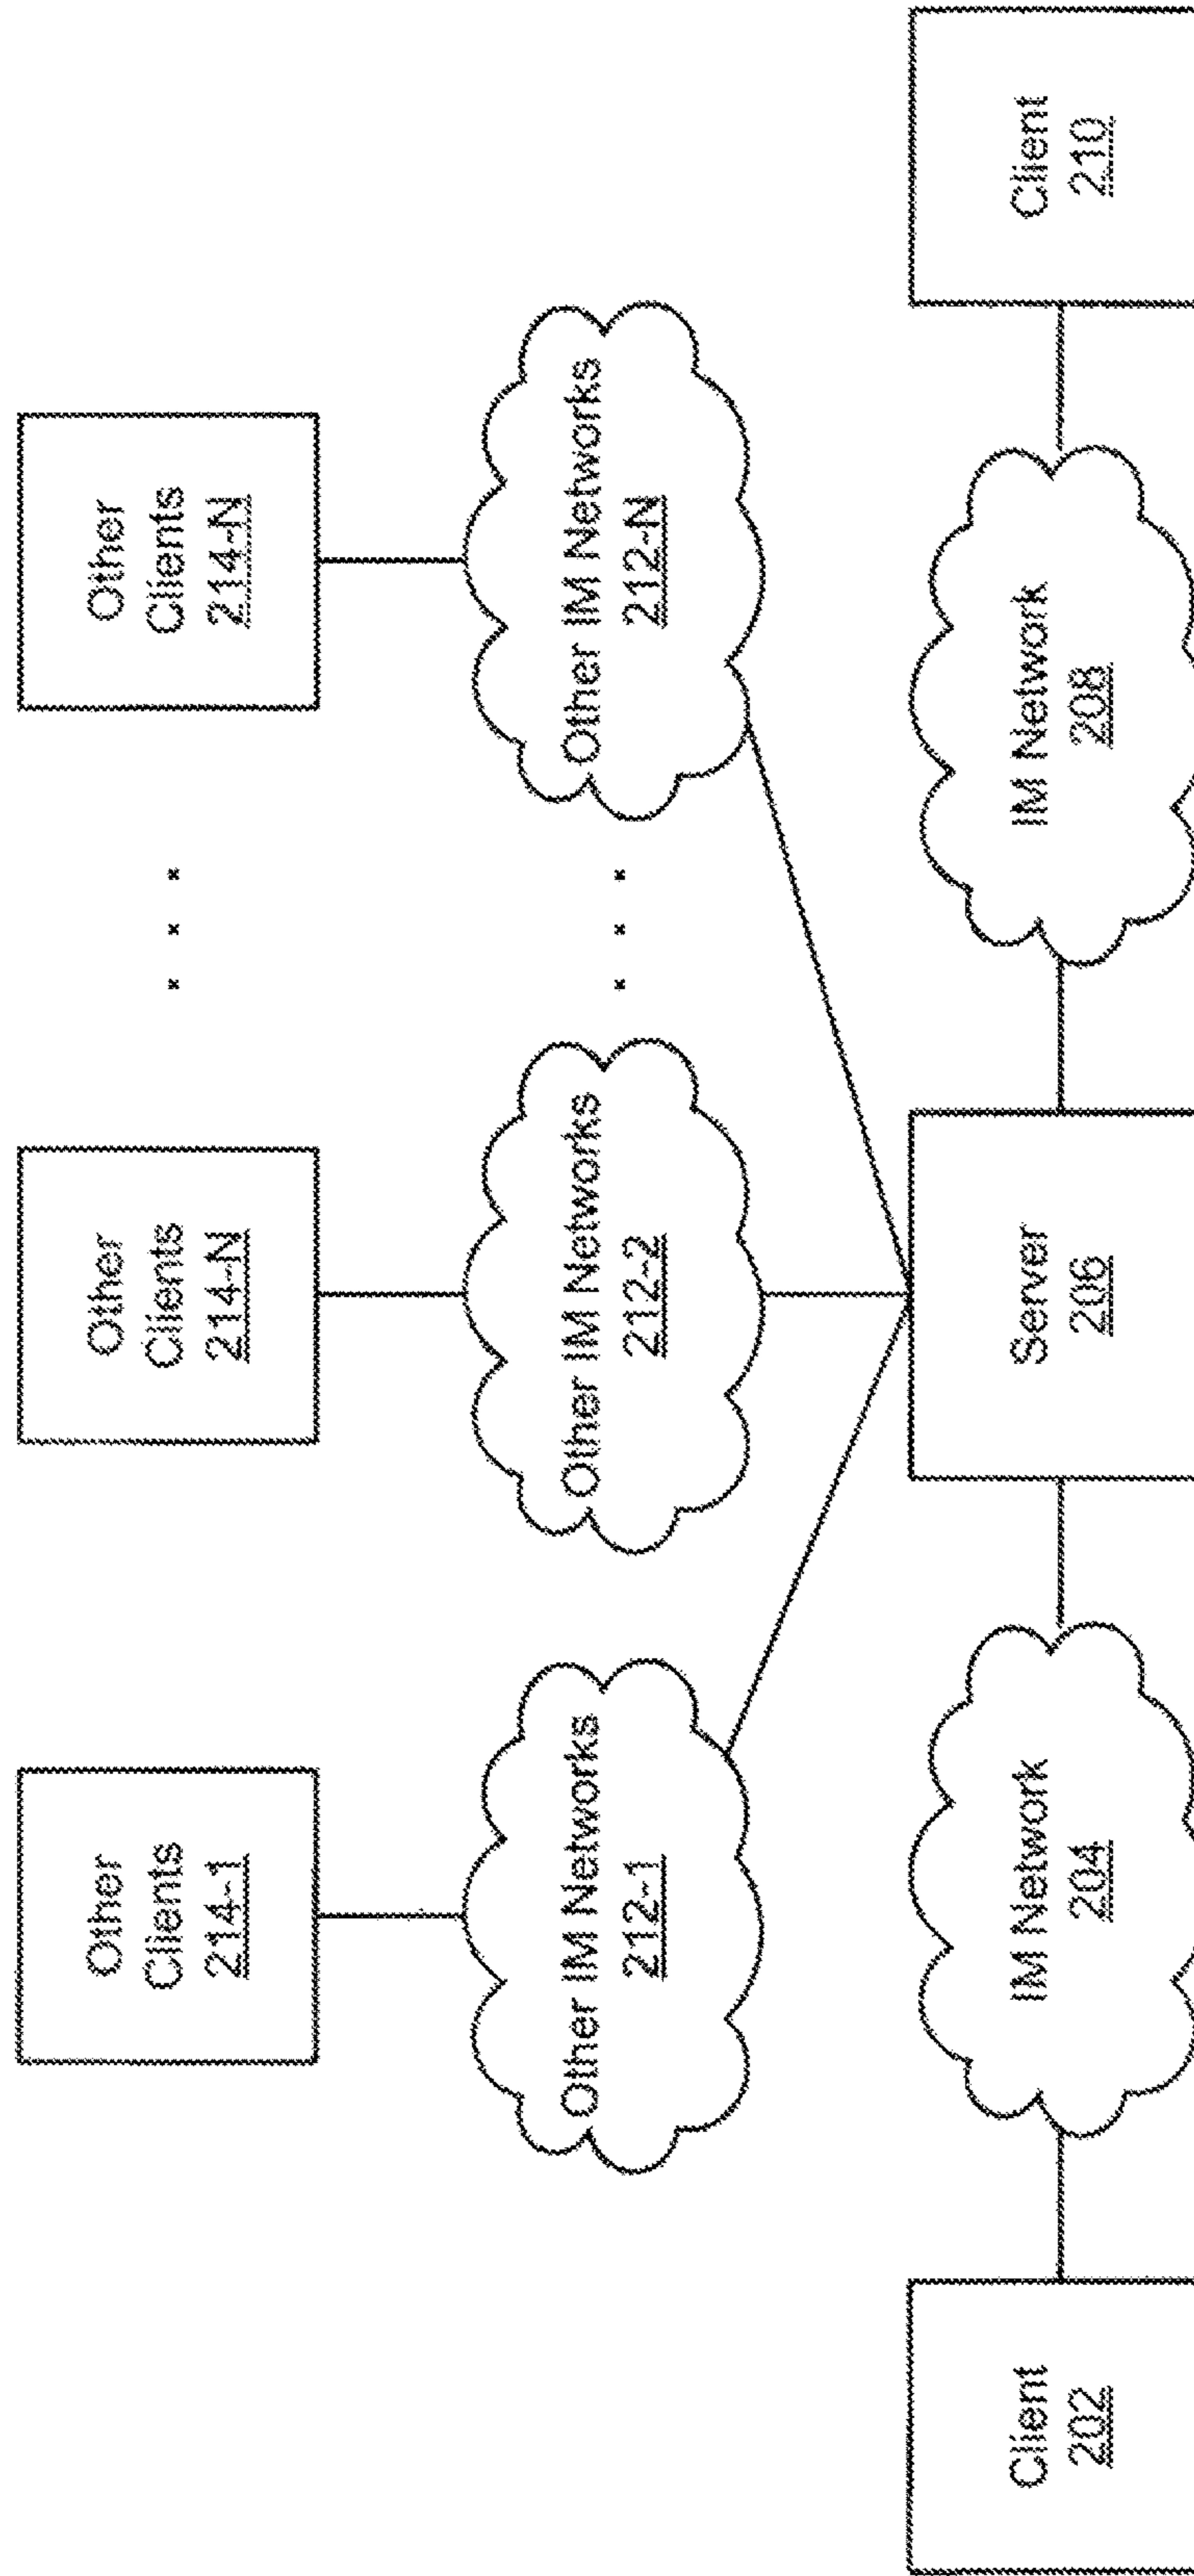 Other
Clients
214-1
Other
Clients
214-N
Other
Clients
214-N
Other IM Networks
212-1
Other IM Networks
212-2
Other IM Networks
212-N
Client
202
IM Network
204
Server
206
IM Network
208
Client
210